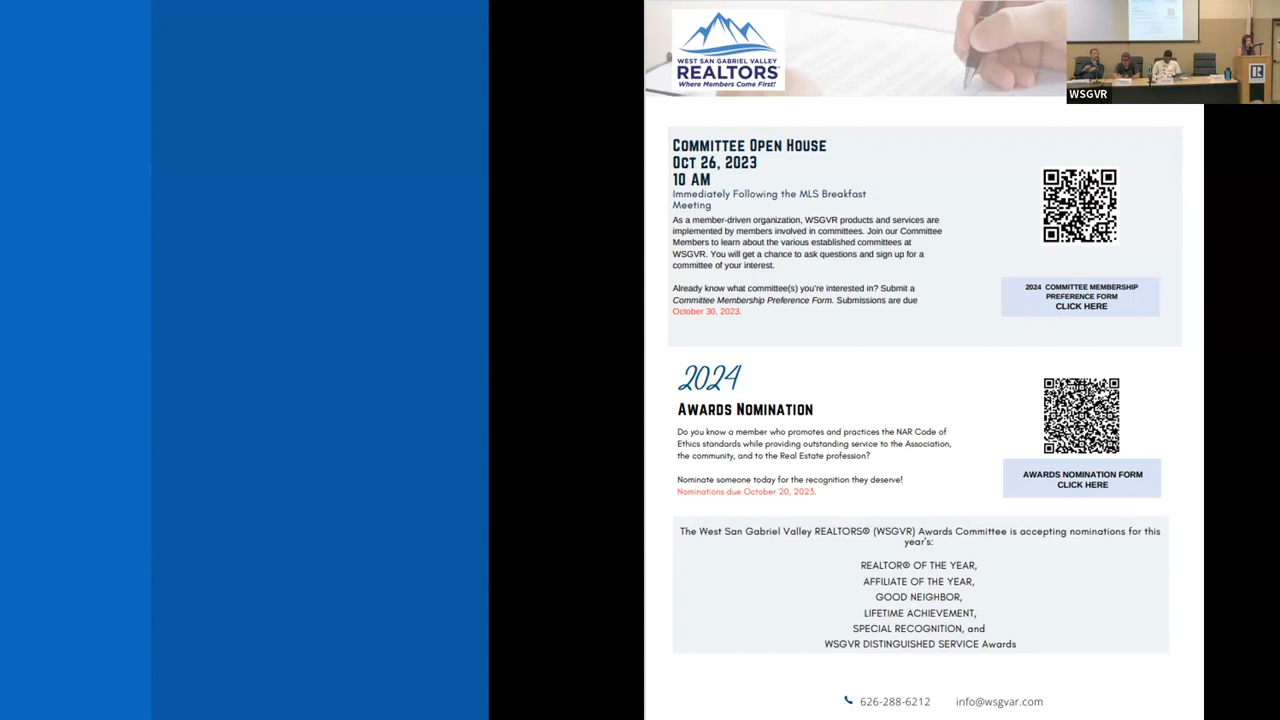 WEST SAN GABRIEL VALLEY
REALTORS®
Where Members Come First!
WSGVR
COMMITTEE OPEN HOUSE
OCT 26, 2023
10 AM
Immediately Following the MLS Breakfast
Meeting
As a member-driven organization, WSGVR products and services are
implemented by members involved in committees. Join our Committee
Members to learn about the various established committees at
WSGVR. You will get a chance to ask questions and sign up for a
committee of your interest.
Already know what committee(s) you're interested in? Submit a
Committee Membership Preference Form. Submissions are due
October 30, 2023.
2024 COMMITTEE MEMBERSHIP
PREFERENCE FORM
CLICK HERE
2024
AWARDS NOMINATION
Do you know a member who promotes and practices the NAR Code of
Ethics standards while providing outstanding service to the Association,
the community, and to the Real Estate profession?
Nominate someone today for the recognition they deserve!
Nominations due October 20, 2023.
AWARDS NOMINATION FORM
CLICK HERE
The West San Gabriel Valley REALTORS® (WSGVR) Awards Committee is accepting nominations for this
year's:
REALTOR® OF THE YEAR,
AFFILIATE OF THE YEAR,
GOOD NEIGHBOR,
LIFETIME ACHIEVEMENT,
SPECIAL RECOGNITION, and
WSGVR DISTINGUISHED SERVICE Awards
626-288-6212 info@wsgvar.com